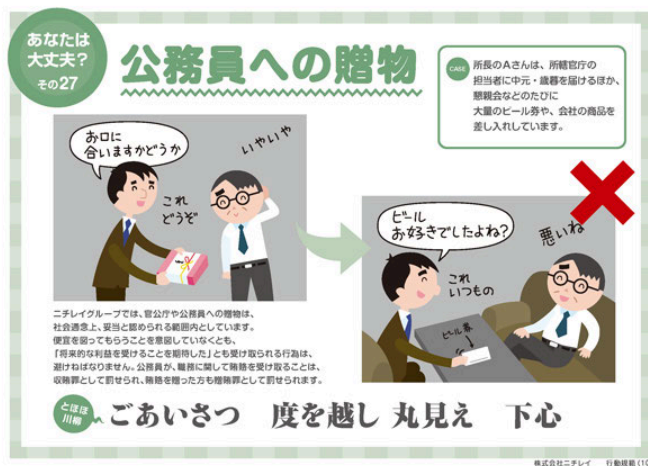 あなたは
大丈夫?
その27
公務員への贈物
CASE
所長のAさんは、所轄官庁の
担当者に中元・歳暮を届けるほか、
懇親会などのたびに
大量のビール券や、会社の商品を
差し入れしています。
お口に
合いますかどうか
いやいや
これ
どうぞ
ビール
お好きでしたよね?
悪いね
これ
いつもの
ビール券
ニチレイグループでは、官公庁や公務員への贈物は、
社会通念上、妥当と認められる範囲内としています。
便宜を図ってもらうことを意図していなくとも、
「将来的な利益を受けることを期待した」とも受け取られる行為は、
避けねばなりません。公務員が、職務に関して賄賂を受け取ることは、
収賄罪として罰せられ、賄賂を贈った方も贈賄罪として罰せられます。
とほほ
川柳
ごあいさつ 度を越し 丸見え 下心
株式会社ニチレイ 行動規範(10